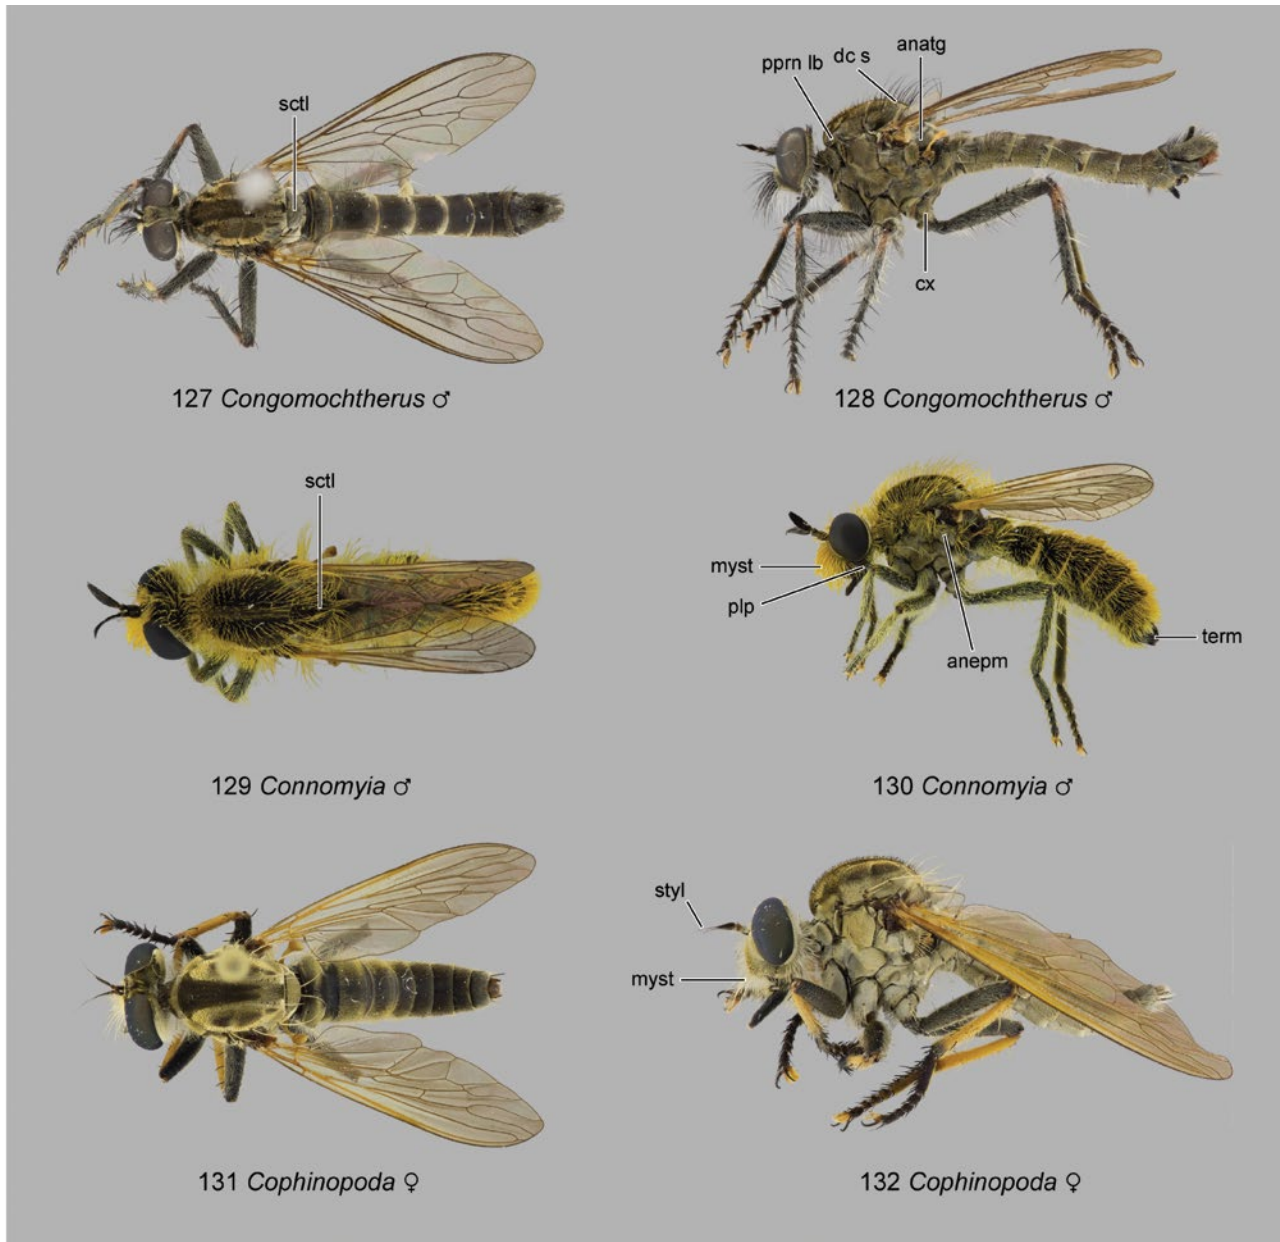 sctl
pprn lb
dc s
anatg
cx
127 Congomochtherus ♂
128 Congomochtherus ♂
sctl
myst
plp
anepm
term
129 Connomyia ♂
130 Connomyia ♂
styl
myst
131 Cophinopoda ♀
132 Cophinopoda ♀